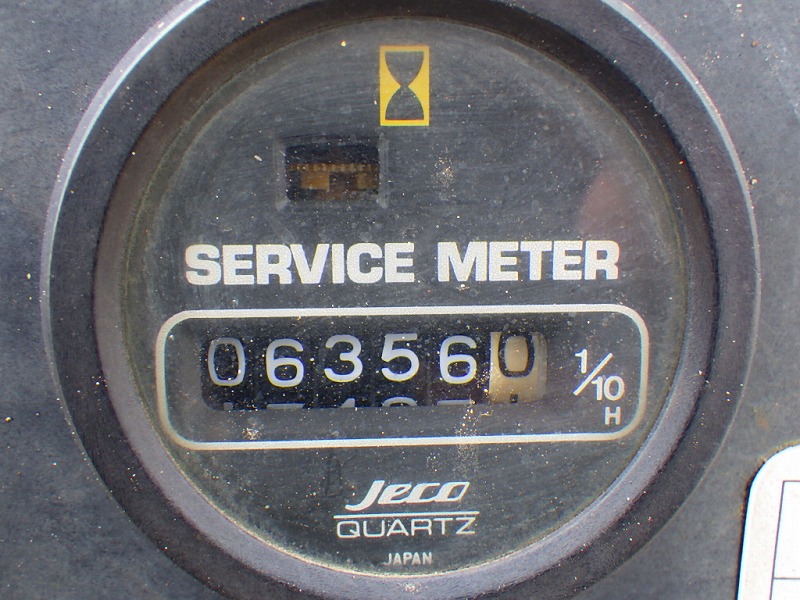 SERVICE METER
063560 1/10 H
Jeco
QUARTZ
JAPAN